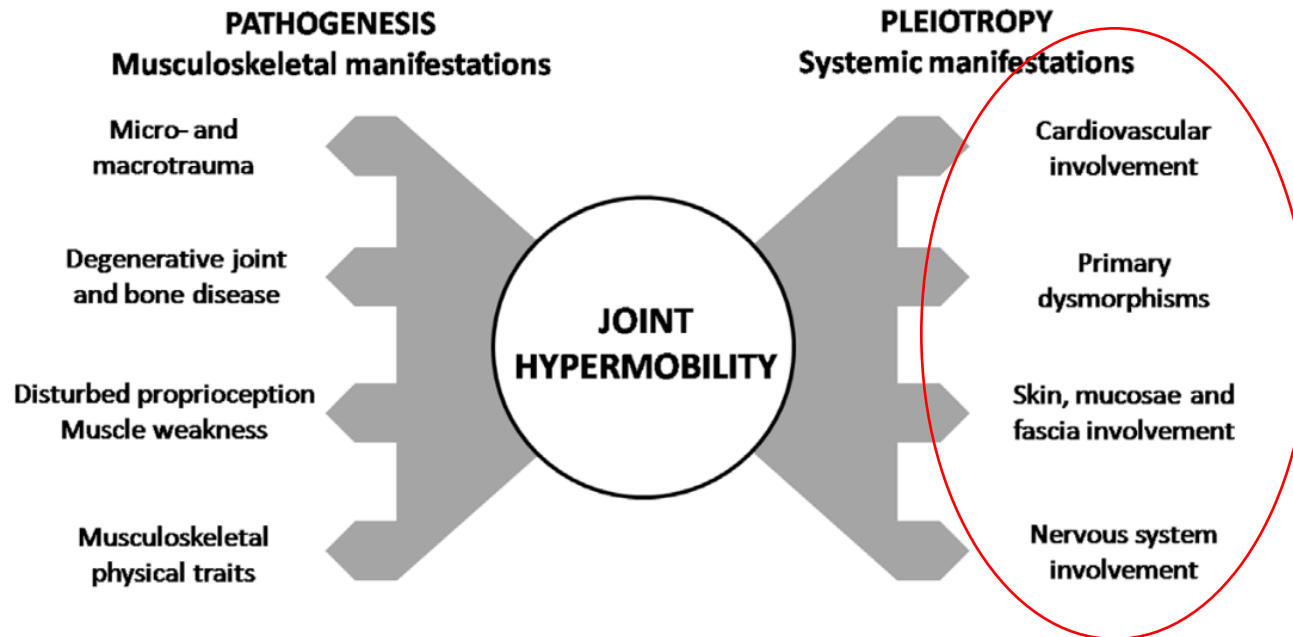 PATHOGENESIS
Musculoskeletal manifestations
Micro- and
macrotrauma
Degenerative joint
and bone disease
Disturbed proprioception
Muscle weakness
Musculoskeletal
physical traits
JOINT
HYPERMOBILITY
PLEIOTROPY
Systemic manifestations
Cardiovascular
involvement
Primary
dysmorphisms
Skin, mucosae and
fascia involvement
Nervous system
involvement